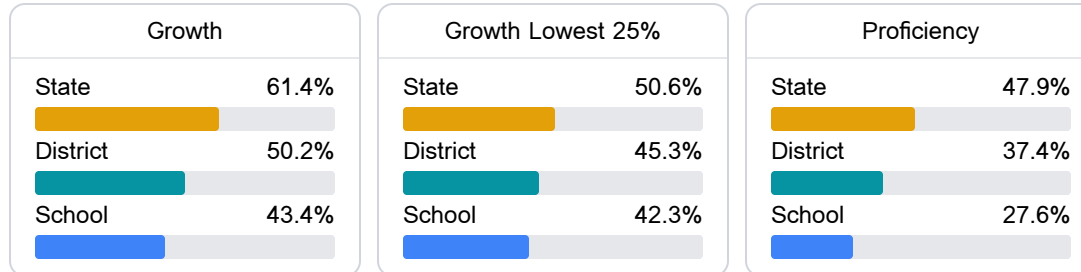 Growth
State 61.4%
District 50.2%
School 43.4%
Growth Lowest 25%
State 50.6%
District 45.3%
School 42.3%
Proficiency
State 47.9%
District 37.4%
School 27.6%